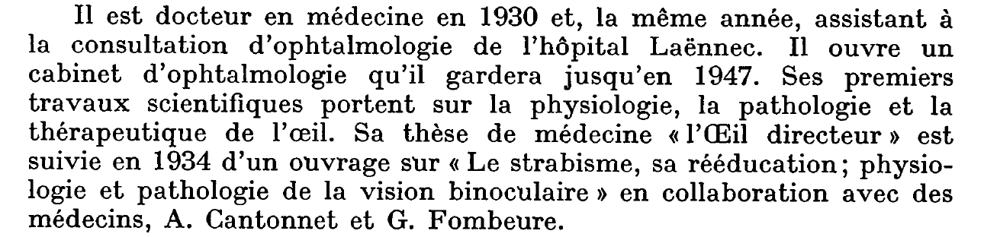 Il est docteur en médecine en 1930 et, la même année, assistant à
la consultation d'ophtalmologie de l'hôpital Laënnec. Il ouvre un
cabinet d'ophtalmologie qu'il gardera jusqu'en 1947. Ses premiers
travaux scientifiques portent sur la physiologie, la pathologie et la
thérapeutique de l'œil. Sa thèse de médecine « l'Œil directeur » est
suivie en 1934 d'un ouvrage sur « Le strabisme, sa rééducation ; physio-
logie et pathologie de la vision binoculaire » en collaboration avec des
médecins, A. Cantonnet et G. Fombeure.